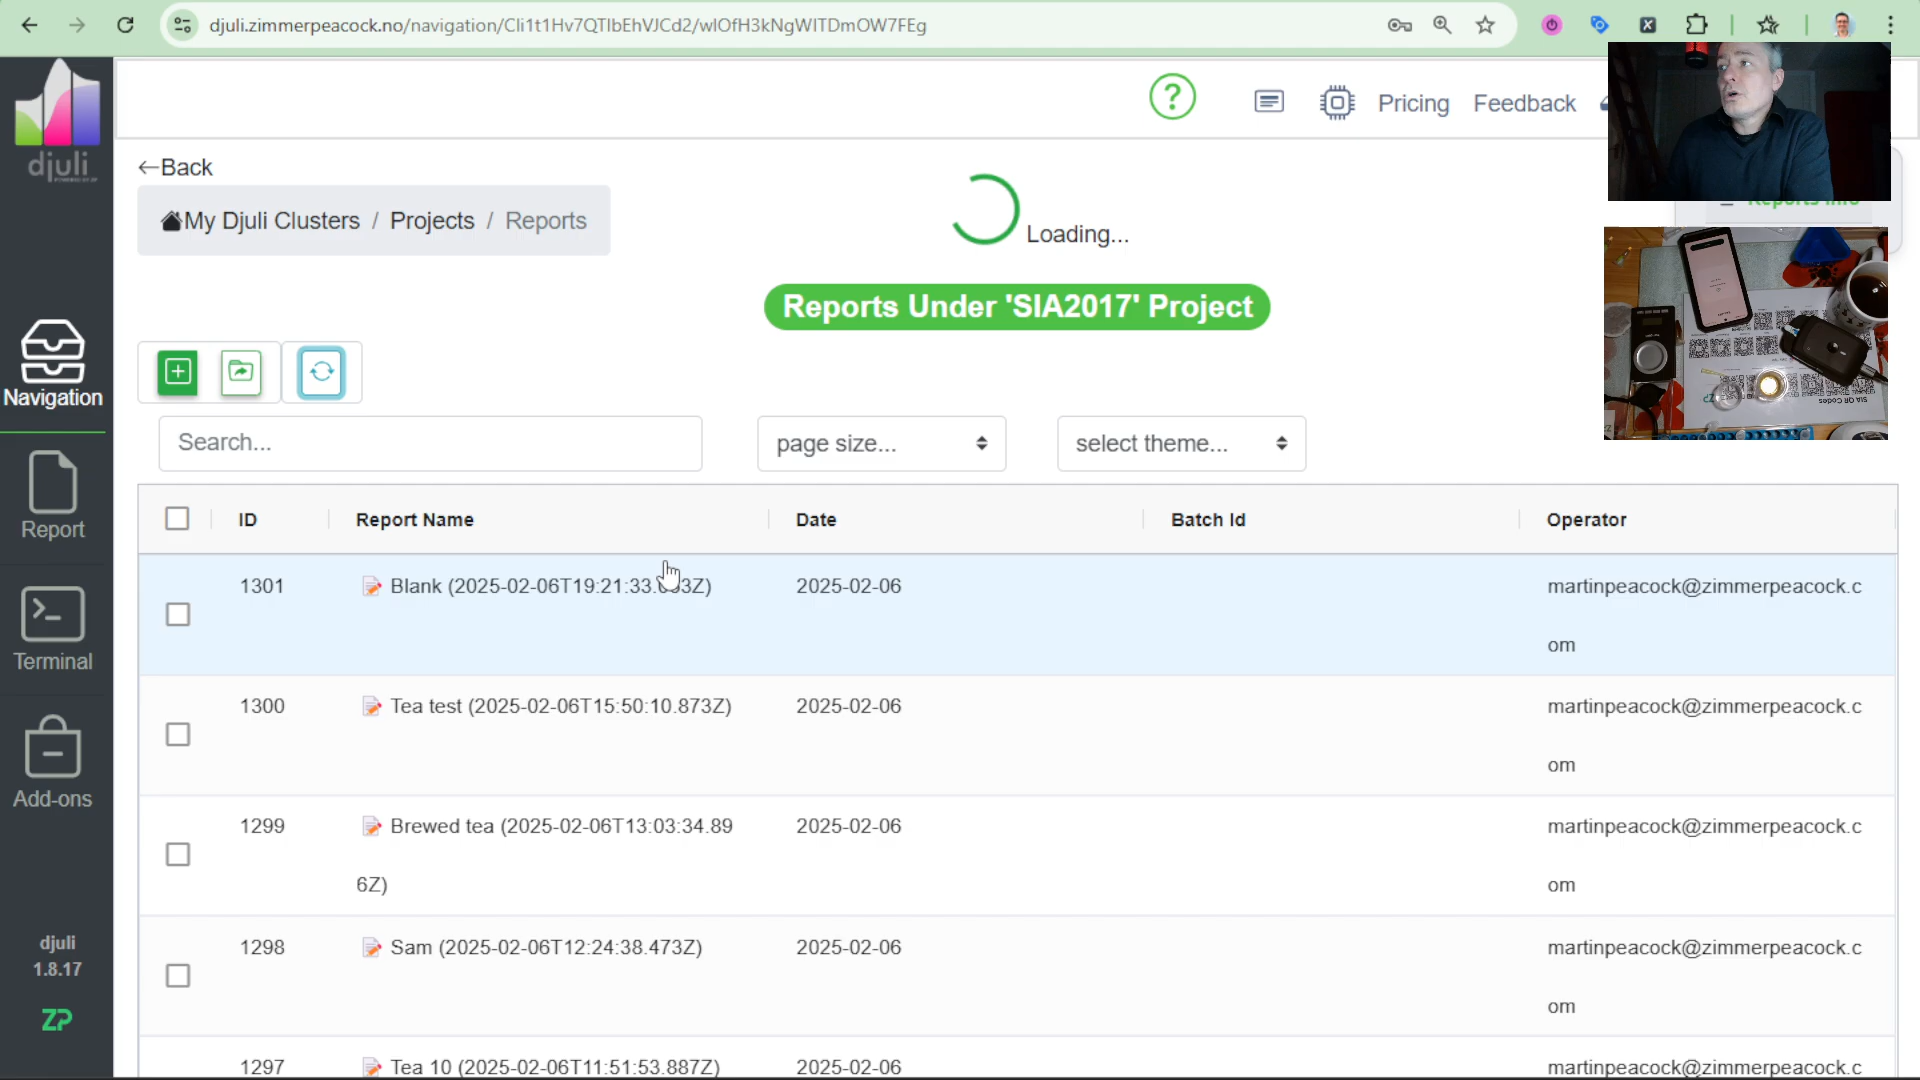 djuli.zimmerpeacock.no/navigation/Cli1t1Hv7QTlbEhVJCd2/wlOfH3kNgWITDmOW7FEg
djuli
Pricing
Feedback
←Back
My Djuli Clusters / Projects / Reports
Loading...
Reports Info
Reports Under 'SIA2017' Project
Navigation
Search...
page size...
select theme...
SIA QR Codes
ID
Report Name
Date
Batch Id
Operator
Report
1301
Blank (2025-02-06T19:21:33.
3Z)
2025-02-06
martinpeacock@zimmerpeacock.c
om
Terminal
1300
Tea test (2025-02-06T15:50:10.873Z)
2025-02-06
martinpeacock@zimmerpeacock.c
om
Add-ons
1299
Brewed tea (2025-02-06T13:03:34.89
6Z)
2025-02-06
martinpeacock@zimmerpeacock.c
om
1298
Sam (2025-02-06T12:24:38.473Z)
2025-02-06
martinpeacock@zimmerpeacock.c
om
djuli
1.8.17
ZP
1297
Tea 10 (2025-02-06T11:51:53.887Z)
2025-02-06
martinpeacock@zimmerpeacock.c